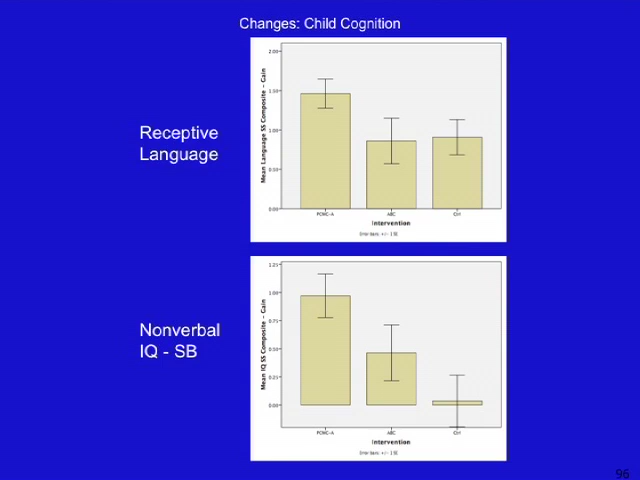 Changes: Child Cognition
Receptive
Language
Mean Language SS Composite - Gain
2.00
1.50
1.00
0.50
0.00
PCMC-A ABC Ctrl
Intervention
Error Bars: +/- 1 SE
Nonverbal
IQ - SB
Mean IQ SS Composite - Gain
1.25
1.00
0.75
0.50
0.25
0.00
PCMC-A ABC Ctrl
Intervention
Error Bars: +/- 1 SE
96